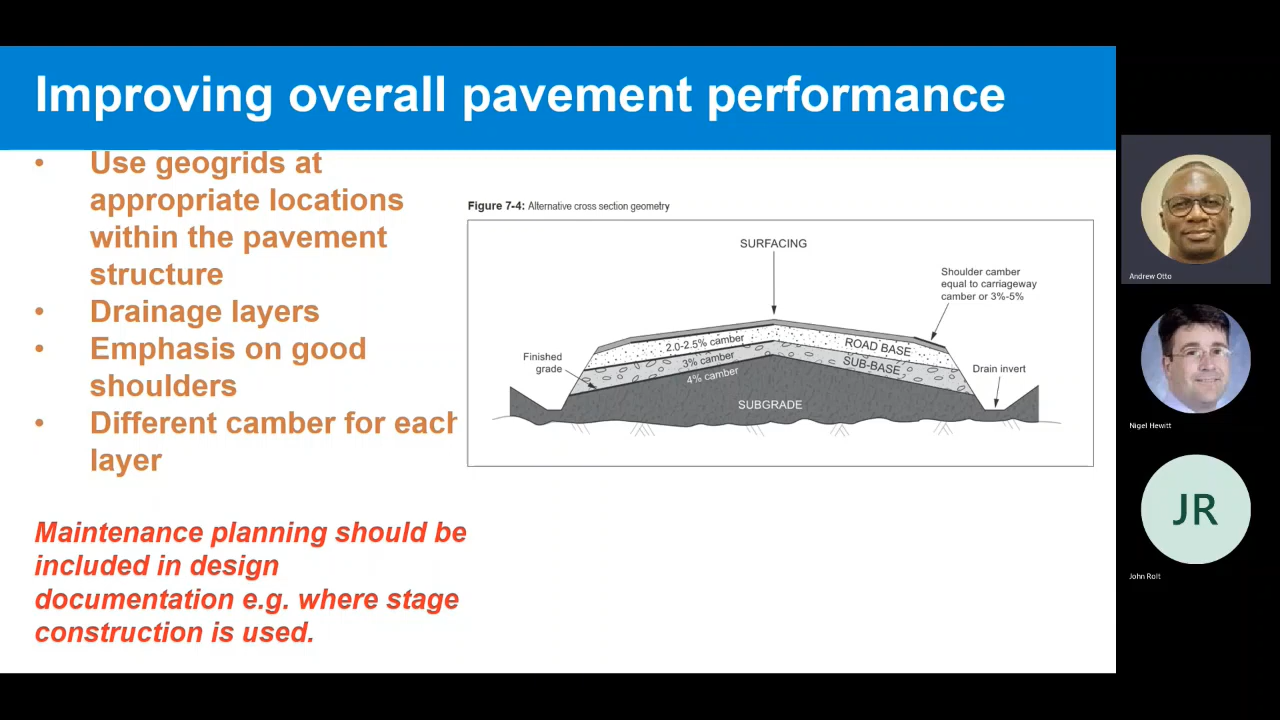 Improving overall pavement performance
• Use geogrids at
appropriate locations
within the pavement
structure
• Drainage layers
• Emphasis on good
shoulders
• Different camber for each
layer
Maintenance planning should be
included in design
documentation e.g. where stage
construction is used.
Figure 7-4: Alternative cross section geometry
SURFACING
Shoulder camber
equal to carriageway
camber or 3%-5%
Finished
grade
2.0-2.5% camber
3% camber
4% camber
ROAD BASE
SUB-BASE
SUBGRADE
Drain invert
Andrew Otto
Nigel Hewitt
JR
John Rolt